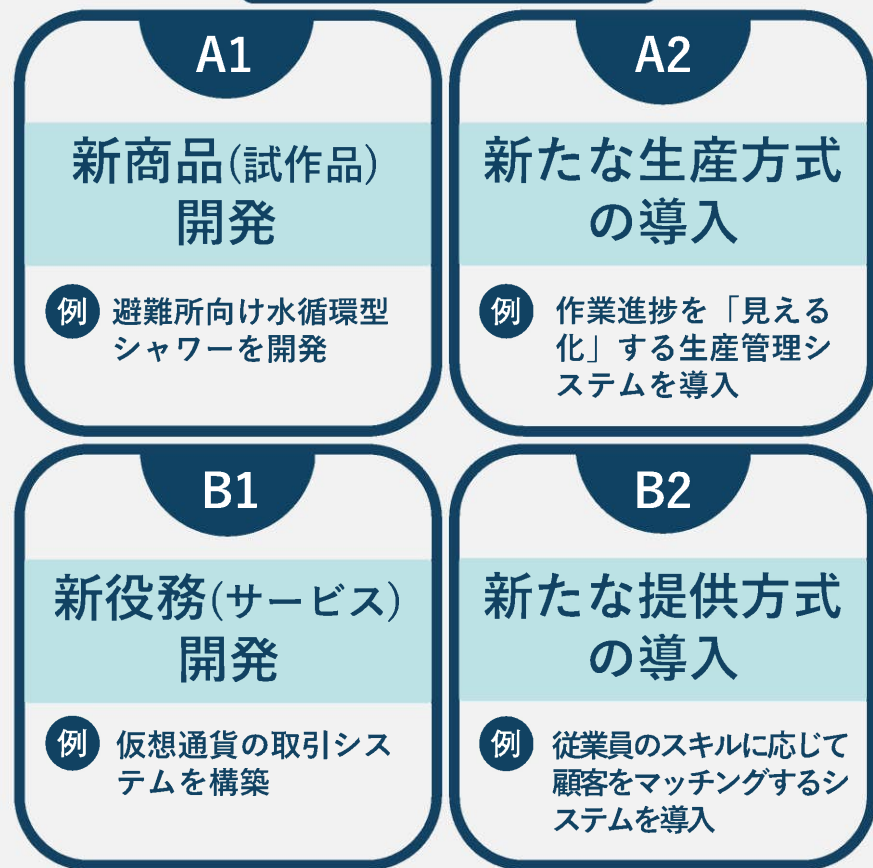 A1
新商品(試作品)
開発
例 避難所向け水循環型
シャワーを開発
A2
新たな生産方式
の導入
例 作業進捗を「見える
化」する生産管理シ
ステムを導入
B1
新役務(サービス)
開発
例 仮想通貨の取引シス
テムを構築
B2
新たな提供方式
の導入
例 従業員のスキルに応じて
顧客をマッチングするシ
ステムを導入